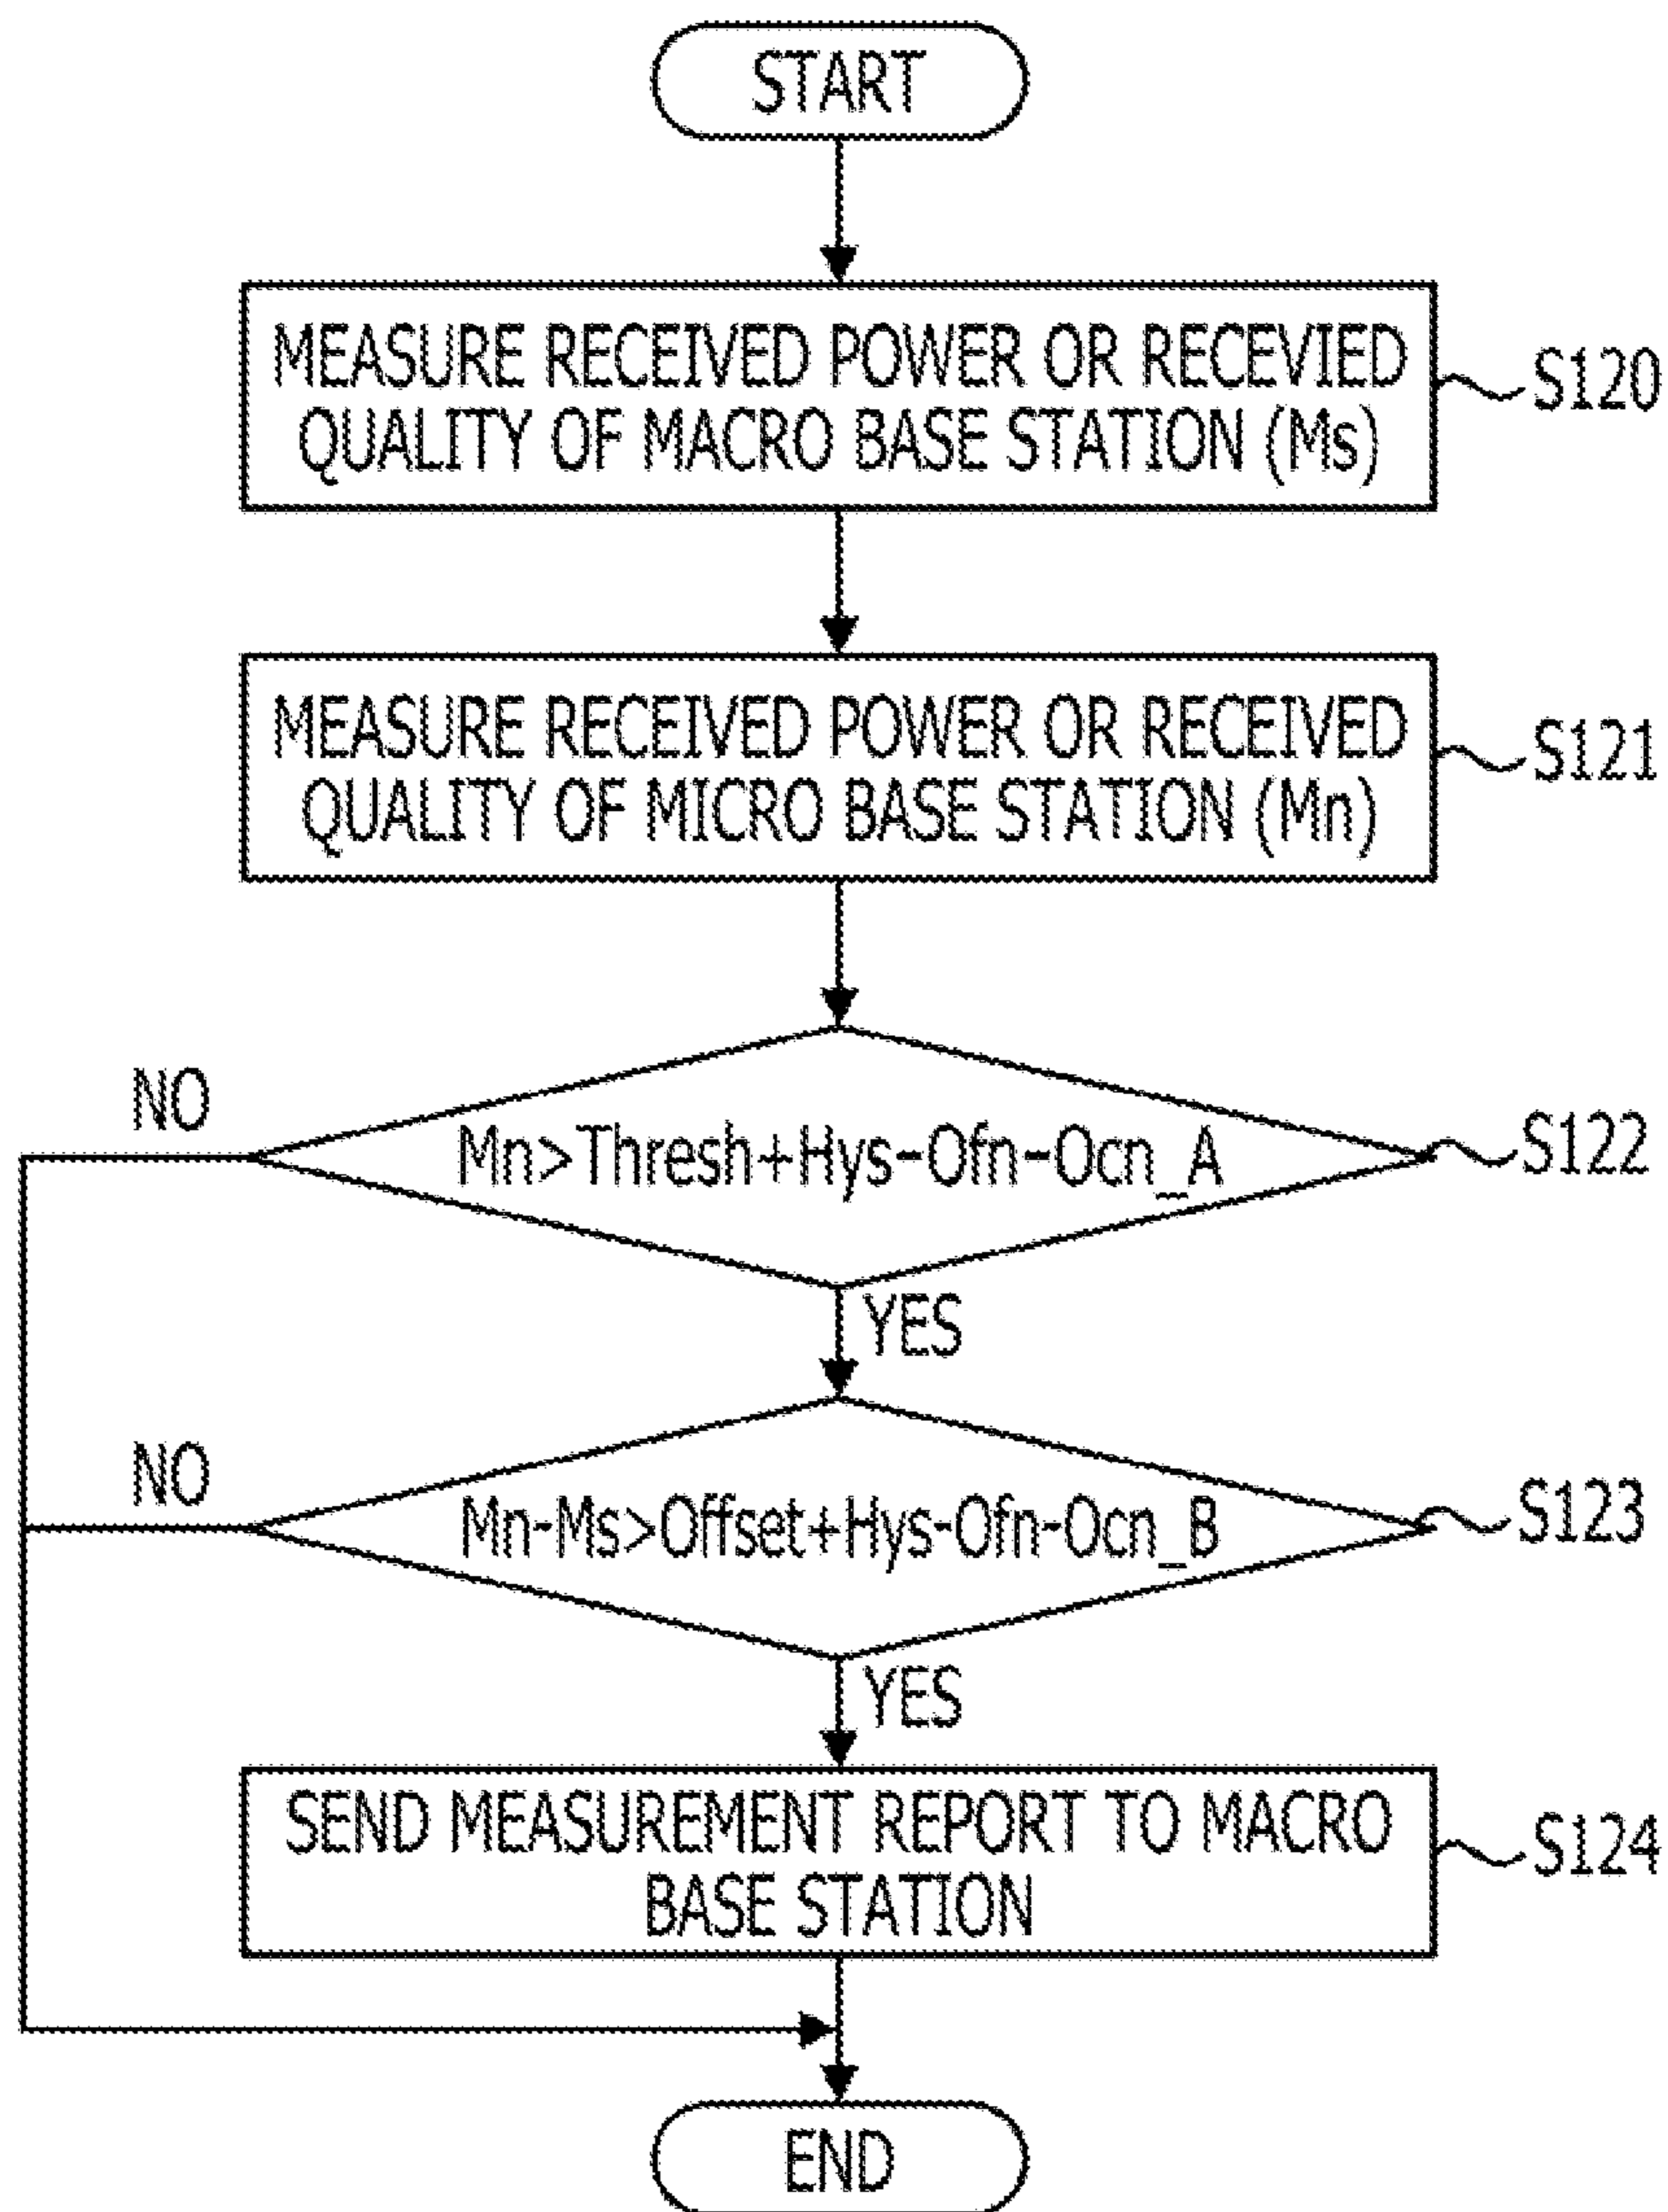 START
MEASURE RECEIVED POWER OR RECEVIED
QUALITY OF MACRO BASE STATION (Ms)
S120
MEASURE RECEIVED POWER OR RECEIVED
QUALITY OF MICRO BASE STATION (Mn)
S121
NO
Mn>Thresh+Hys-Ofn-Ocn_A
S122
YES
NO
Mn-Ms>Offset+Hys-Ofn-Ocn_B
S123
YES
SEND MEASUREMENT REPORT TO MACRO
BASE STATION
S124
END